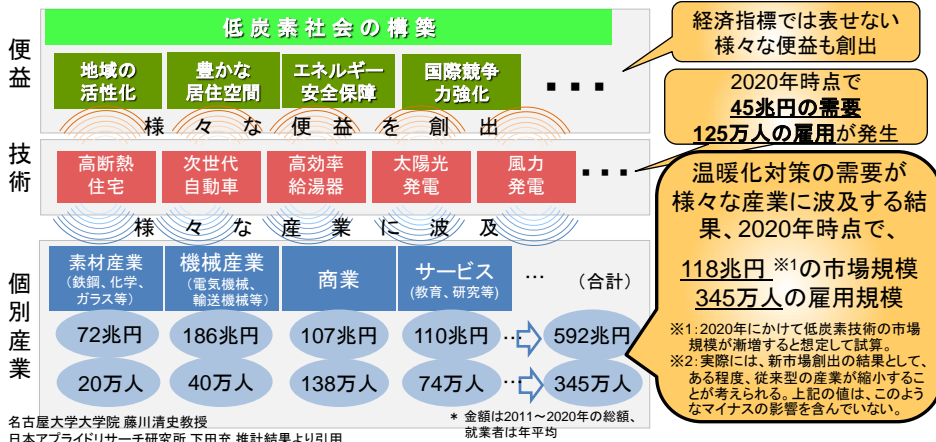 便益
低炭素社会の構築
地域の
活性化
豊かな
居住空間
エネルギー
安全保障
国際競争
力強化
■ ■ ■
経済指標では表せない
様々な便益も創出
様々な便益を創出
2020年時点で
45兆円の需要
125万人の雇用が発生
技術
高断熱
住宅
次世代
自動車
高効率
給湯器
太陽光
発電
風力
発電
■ ■ ■
様々な産業に波及
温暖化対策の需要が
様々な産業に波及する結
果、2020年時点で、
118兆円 ※1の市場規模
345万人の雇用規模
※1:2020年にかけて低炭素技術の市場
規模が漸増すると想定して試算。
※2:実際には、新市場創出の結果として、
ある程度、従来型の産業が縮小するこ
とが考えられる。上記の値は、このよう
なマイナスの影響を含んでいない。
個別産業
素材産業
(鉄鋼、化学、
ガラス等)
機械産業
(電気機械、
輸送機械等)
商業
サービス
(教育、研究等)
…
(合計)
72兆円
186兆円
107兆円
110兆円
…
592兆円
20万人
40万人
138万人
74万人
…
345万人
名古屋大学大学院 藤川清史教授
日本アプライドリサーチ研究所 下田充 推計結果より引用
* 金額は2011～2020年の総額、
就業者は年平均